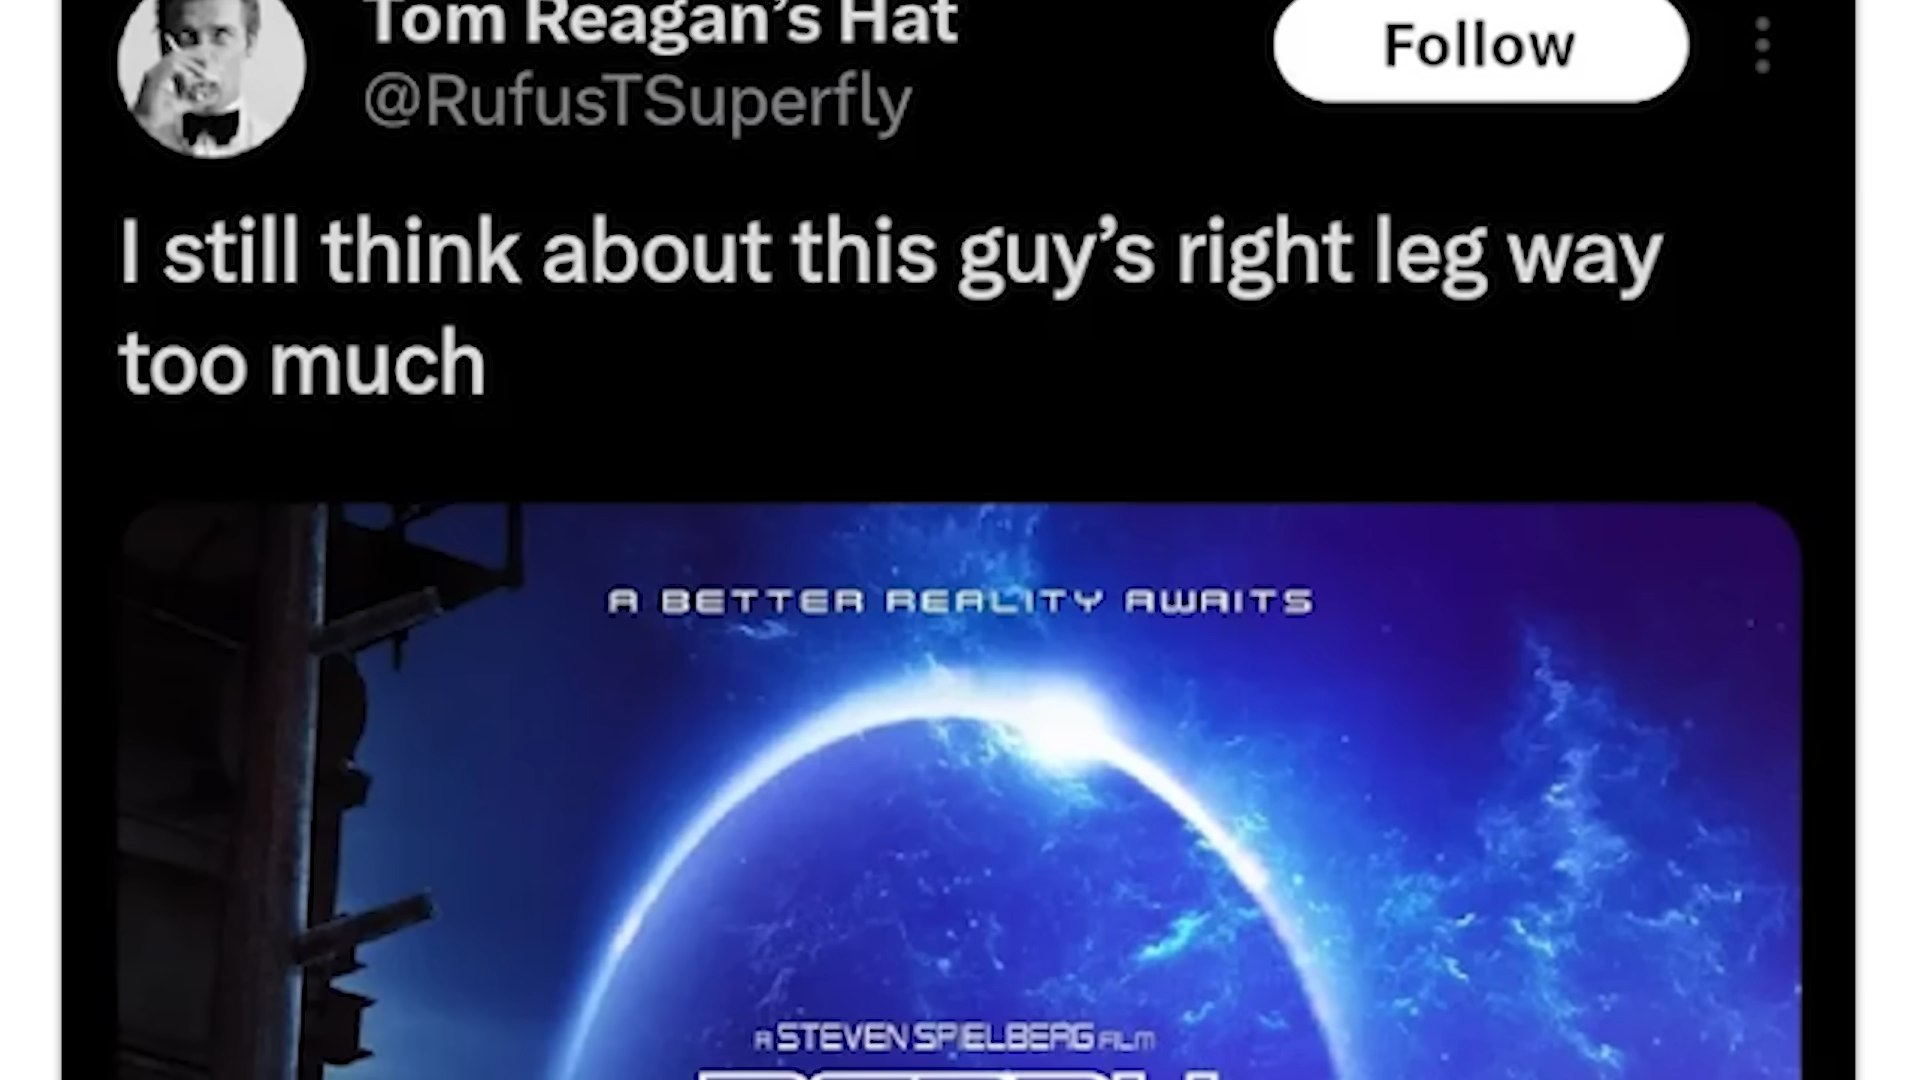 Tom Reagan’s Hat
@RufusTSuperfly
Follow
I still think about this guy’s right leg way
too much
A BETTER REALITY AWAITS
A STEVEN SPIELBERG FILM